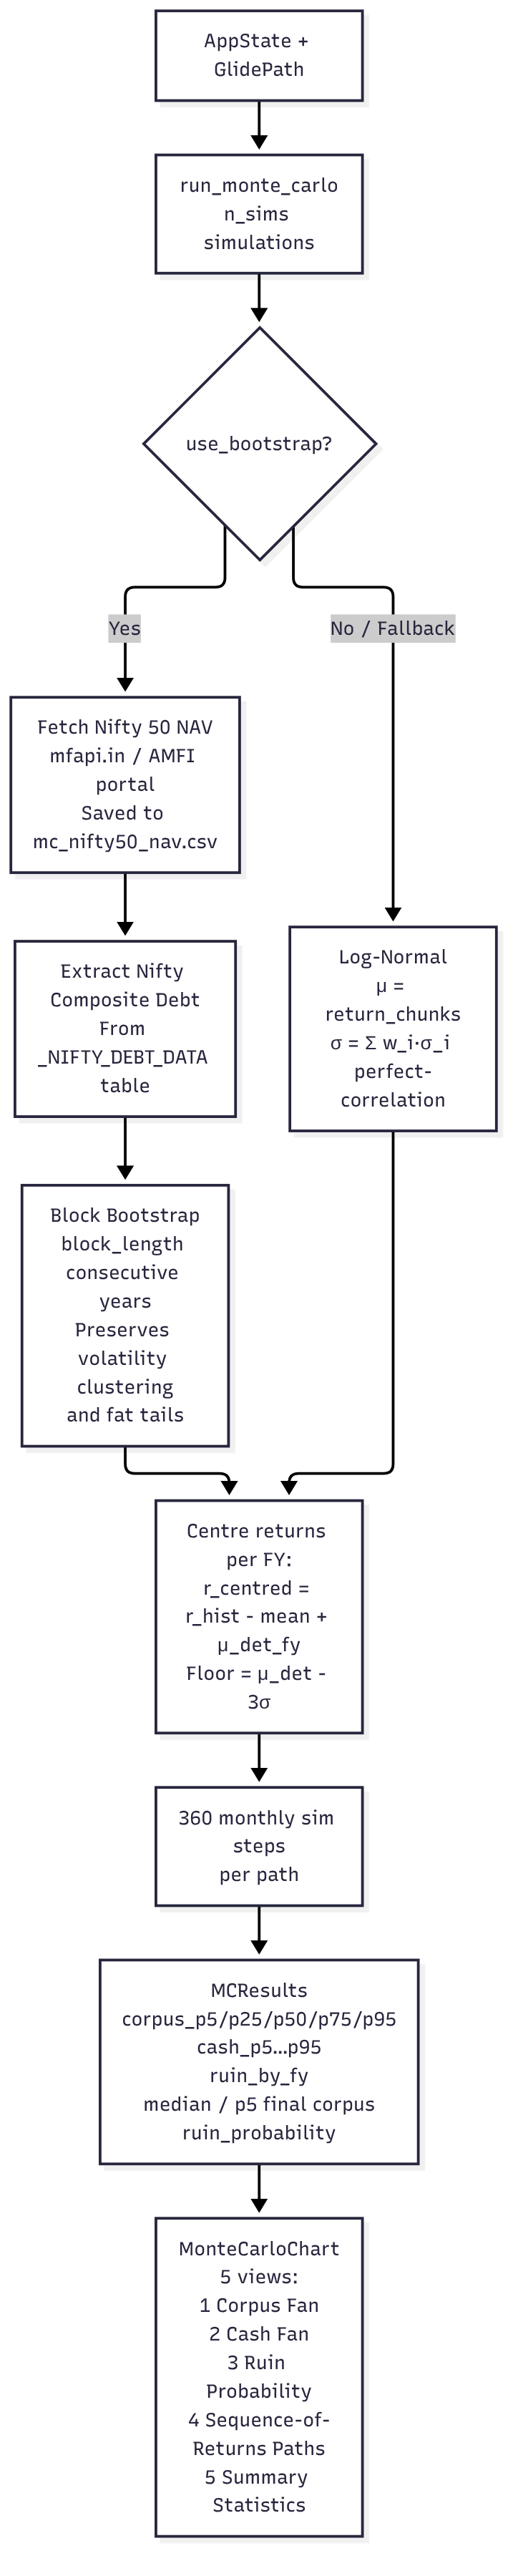 AppState +
GlidePath
run_monte_carlo
n_sims
simulations
use_bootstrap?
Yes
No / Fallback
Fetch Nifty 50 NAV
mfapi.in / AMFI
portal
Saved to
mc_nifty50_nav.csv
Extract Nifty
Composite Debt
From
_NIFTY_DEBT_DATA
table
Log-Normal
μ =
return_chunks
σ = Σ w_i·σ_i
perfect-
correlation
Block Bootstrap
block_length
consecutive
years
Preserves
volatility
clustering
and fat tails
Centre returns
per FY:
r_centred =
r_hist - mean +
μ_det_fy
Floor = μ_det -
3σ
360 monthly sim
steps
per path
MCResults
corpus_p5/p25/p50/p75/p95
cash_p5...p95
ruin_by_fy
median / p5 final corpus
ruin_probability
MonteCarloChart
5 views:
1 Corpus Fan
2 Cash Fan
3 Ruin
Probability
4 Sequence-of-
Returns Paths
5 Summary
Statistics